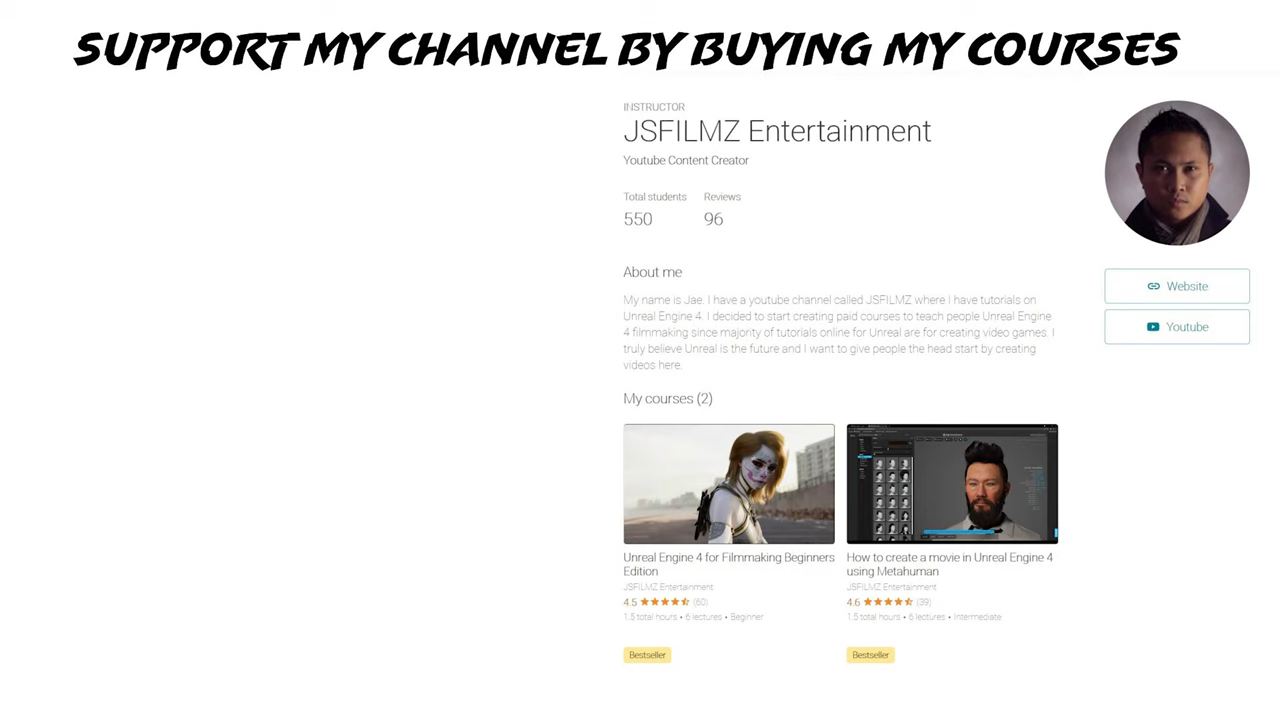 SUPPORT MY CHANNEL BY BUYING MY COURSES
INSTRUCTOR
JSFILMZ Entertainment
Youtube Content Creator
Total students Reviews
550 96
About me
My name is Jae. I have a youtube channel called JSFILMZ where I have tutorials on
Unreal Engine 4. I decided to start creating paid courses to teach people Unreal Engine
4 filmmaking since majority of tutorials online for Unreal are for creating video games. I
truly believe Unreal is the future and I want to give people the head start by creating
videos here.
Website
Youtube
My courses (2)
Unreal Engine 4 for Filmmaking Beginners
Edition
JSFILMZ Entertainment
4.5 (60)
1.5 total hours • 6 lectures • Beginner
Bestseller
How to create a movie in Unreal Engine 4
using Metahuman
JSFILMZ Entertainment
4.6 (39)
1.5 total hours • 6 lectures • Intermediate
Bestseller